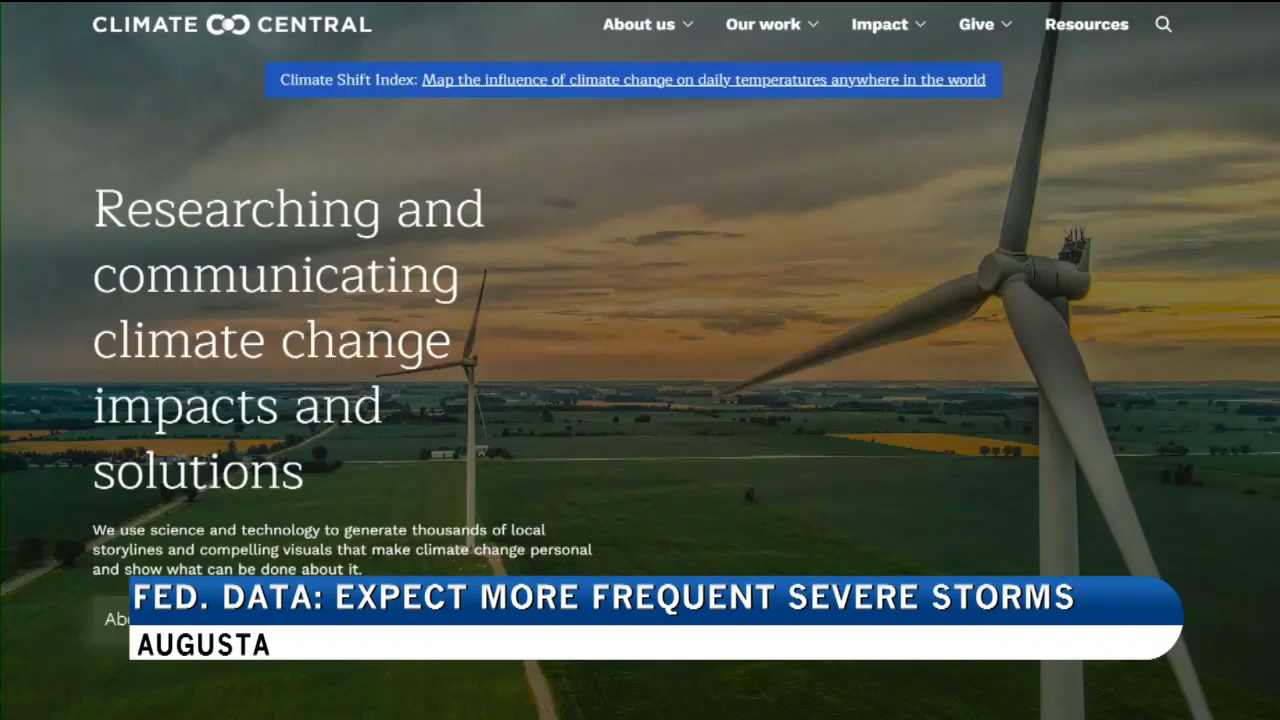 CLIMATE CENTRAL
About us
Our work
Impact
Give
Resources
Climate Shift Index: Map the influence of climate change on daily temperatures anywhere in the world
Researching and
communicating
climate change
impacts and
solutions
We use science and technology to generate thousands of local
storylines and compelling visuals that make climate change personal
and show what can be done about it.
FED. DATA: EXPECT MORE FREQUENT SEVERE STORMS
AUGUSTA